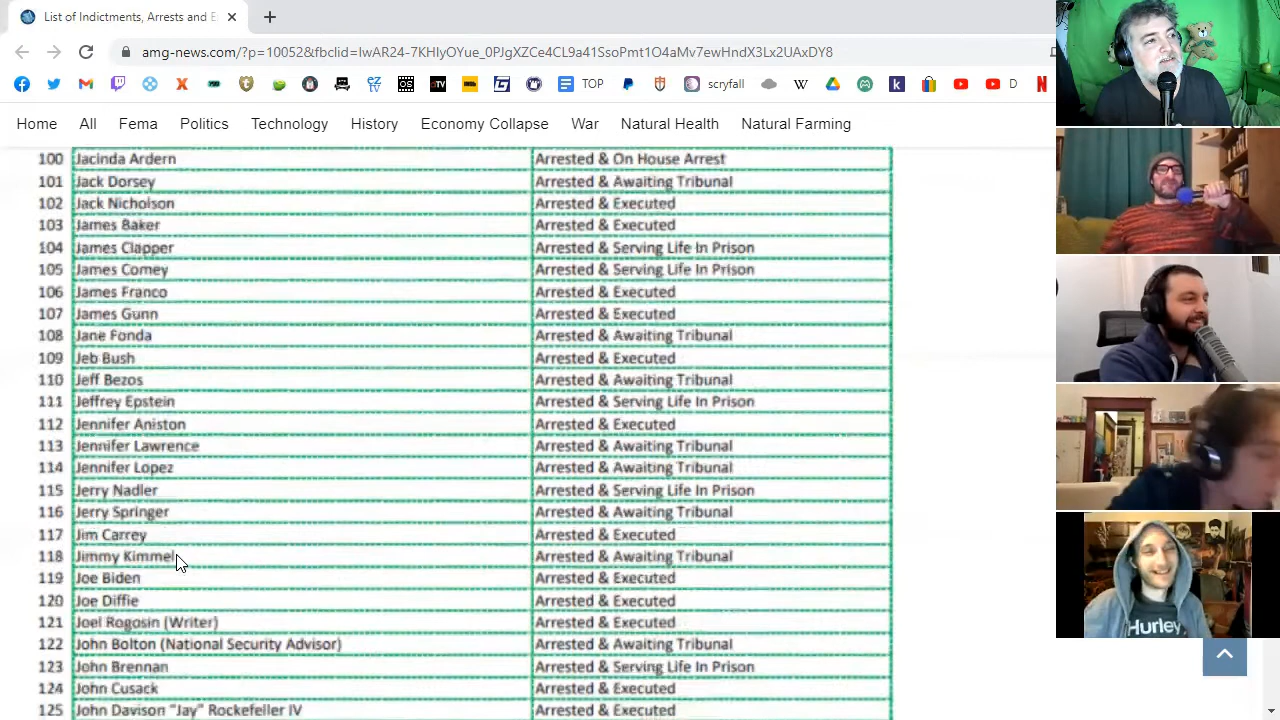 List of Indictments, Arrests and E
amg-news.com/?p=10052&fbclid=IwAR24-7KHIyOYue_0PJgXZCe4CL9a41SsoPmt1O4aMv7ewHndX3Lx2UAxDY8
TOP
scryfall
W
D
N
Home All Fema Politics Technology History Economy Collapse War Natural Health Natural Farming
100 Jacinda Ardern Arrested & On House Arrest
101 Jack Dorsey Arrested & Awaiting Tribunal
102 Jack Nicholson Arrested & Executed
103 James Baker Arrested & Executed
104 James Clapper Arrested & Serving Life In Prison
105 James Comey Arrested & Serving Life In Prison
106 James Franco Arrested & Executed
107 James Gunn Arrested & Executed
108 Jane Fonda Arrested & Awaiting Tribunal
109 Jeb Bush Arrested & Executed
110 Jeff Bezos Arrested & Awaiting Tribunal
111 Jeffrey Epstein Arrested & Serving Life In Prison
112 Jennifer Aniston Arrested & Executed
113 Jennifer Lawrence Arrested & Awaiting Tribunal
114 Jennifer Lopez Arrested & Awaiting Tribunal
115 Jerry Nadler Arrested & Serving Life In Prison
116 Jerry Springer Arrested & Awaiting Tribunal
117 Jim Carrey Arrested & Executed
118 Jimmy Kimmel Arrested & Awaiting Tribunal
119 Joe Biden Arrested & Executed
120 Joe Diffie Arrested & Executed
121 Joel Rogosin (Writer) Arrested & Executed
122 John Bolton (National Security Advisor) Arrested & Awaiting Tribunal
123 John Brennan Arrested & Serving Life In Prison
124 John Cusack Arrested & Executed
125 John Davison "Jay" Rockefeller IV Arrested & Executed
Hurley